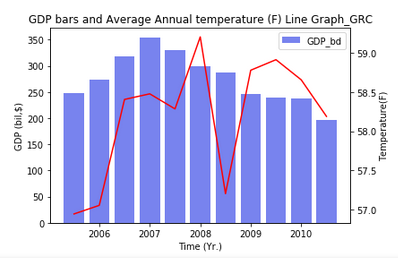 GDP bars and Average Annual temperature (F) Line Graph_GRC
GDP_bd
350
300
250
200
150
100
50
0
GDP (bil,$)
59.0
58.5
58.0
57.5
57.0
Temperature(F)
2006 2007 2008 2009 2010
Time (Yr.)